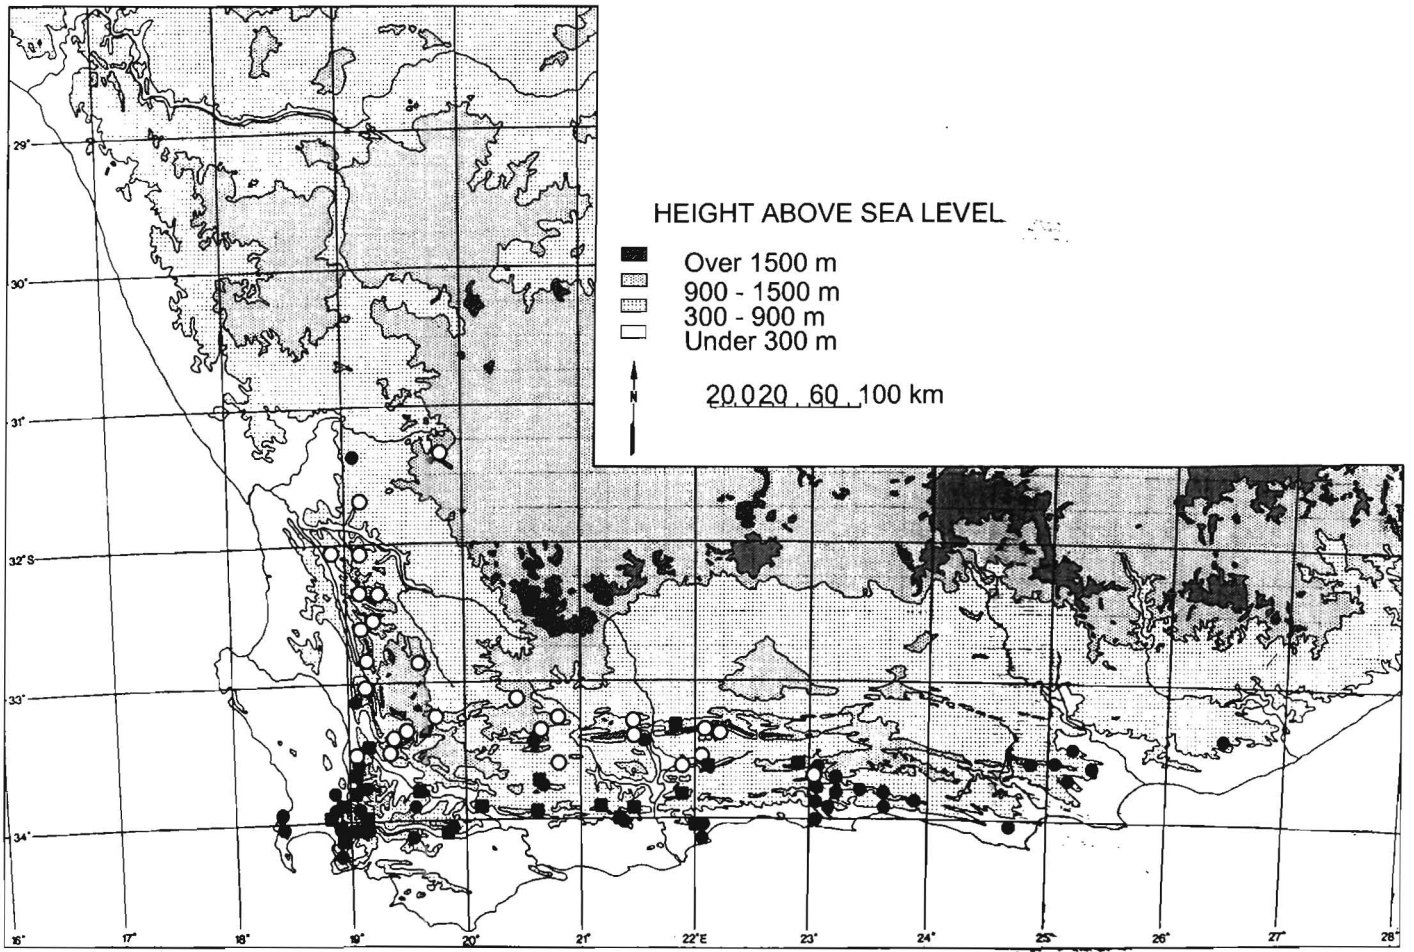 HEIGHT ABOVE SEA LEVEL
Over 1500 m
900 - 1500 m
300 - 900 m
Under 300 m
N
20 0 20 60 100 km
29°
30°
31°
32°S
33°
34°
16° 17° 18° 19° 20° 21° 22°E 23° 24° 25° 26° 27° 28°